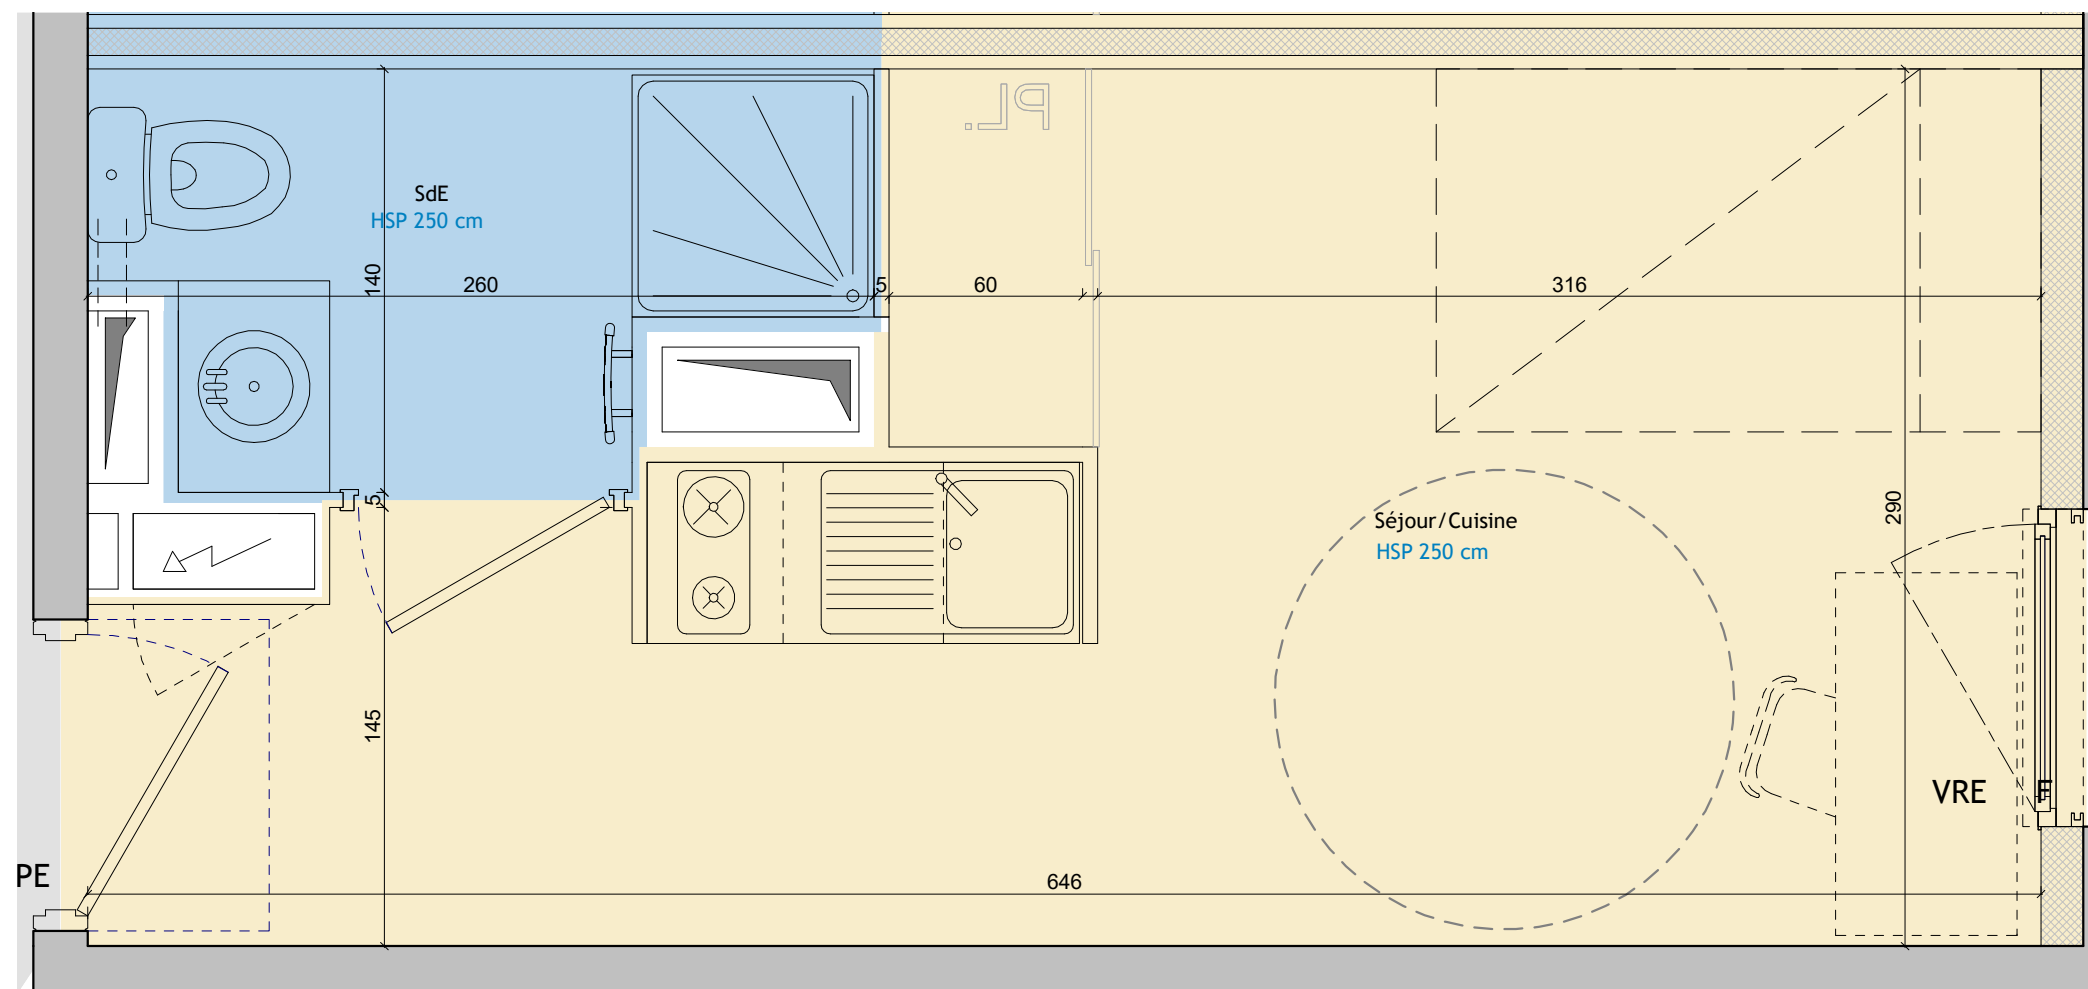 PL.
SdE
HSP 250 cm
140
260
5
60
316
5
290
Séjour/Cuisine
HSP 250 cm
145
VRE
F
PE
646